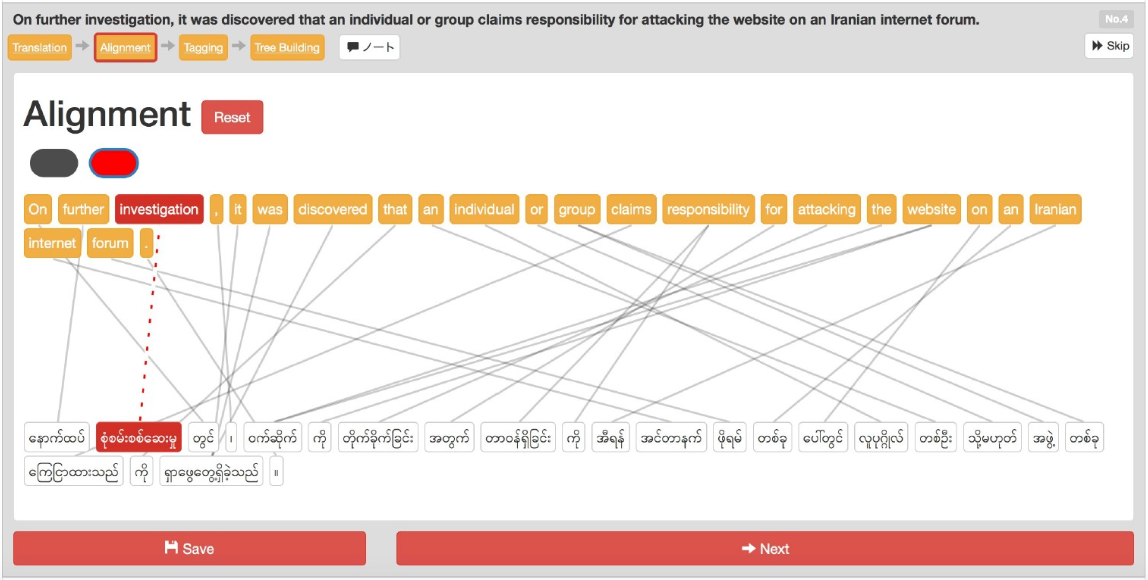 On further investigation, it was discovered that an individual or group claims responsibility for attacking the website on an Iranian internet forum.
No.4
Translation Alignment Tagging Tree Building ノート
Skip
Alignment Reset
On further investigation , it was discovered that an individual or group claims responsibility for attacking the website on an Iranian
internet forum .
နောက်ထပ် စုံစမ်းစစ်ဆေးမှု တွင် ၊ ဝက်ဆိုက် ကို တိုက်ခိုက်ခြင်း အတွက် တာဝန်ရှိခြင်း ကို အီရန် အင်တာနက် ဖိုရမ် တစ်ခု ပေါ်တွင် လူပုဂ္ဂိုလ် တစ်ဦး သို့မဟုတ် အဖွဲ့ တစ်ခု
ကြေငြာထားသည် ကို ရှာဖွေတွေ့ရှိခဲ့သည် ။
Save Next